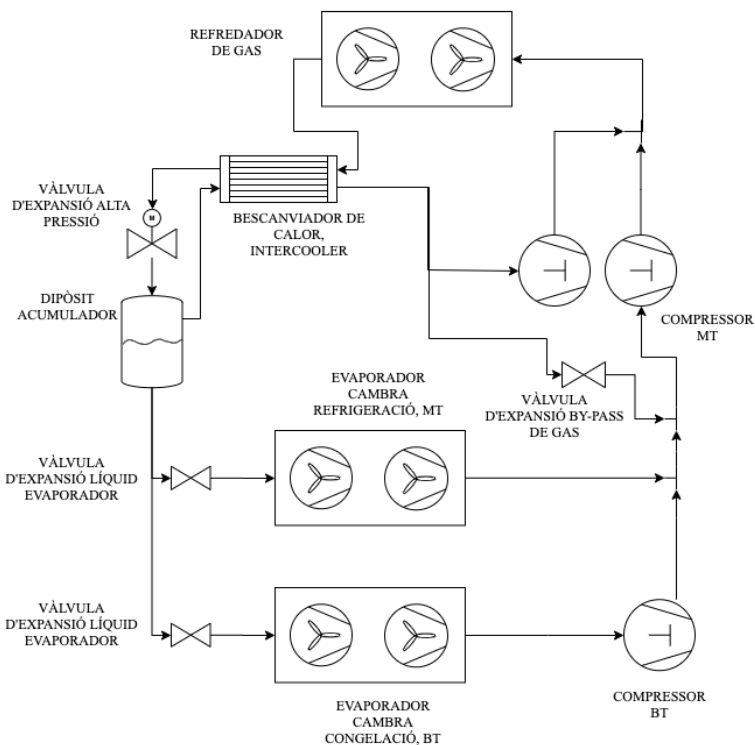 REFREDADOR
DE GAS
VÀLVULA
D'EXPANSIÓ ALTA
PRESSIÓ
M
BESCANVIADOR DE
CALOR,
INTERCOOLER
DIPÒSIT
ACUMULADOR
COMPRESSOR
MT
EVAPORADOR
CAMBRA
REFRIGERACIÓ, MT
VÀLVULA
D'EXPANSIÓ BY-PASS
DE GAS
VÀLVULA
D'EXPANSIÓ LÍQUID
EVAPORADOR
VÀLVULA
D'EXPANSIÓ LÍQUID
EVAPORADOR
EVAPORADOR
CAMBRA
CONGELACIÓ, BT
COMPRESSOR
BT